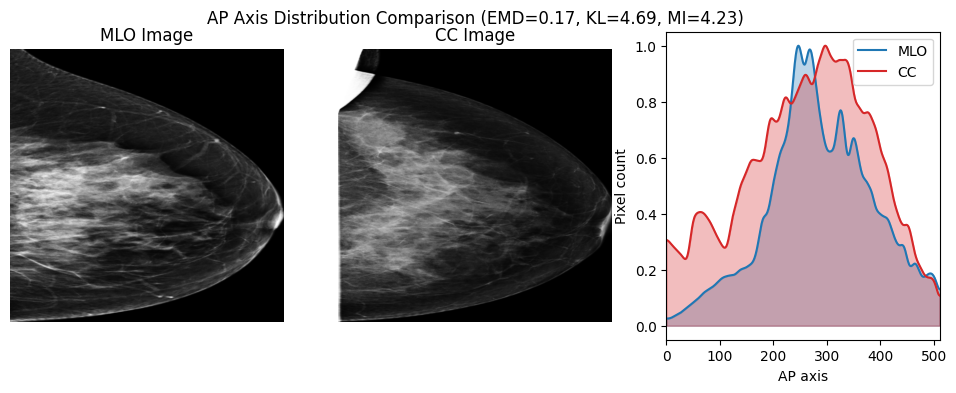 AP Axis Distribution Comparison (EMD=0.17, KL=4.69, MI=4.23)
MLO Image
CC Image
MLO
CC
1.0
0.8
0.6
0.4
0.2
0.0
Pixel count
0 100 200 300 400 500
AP axis